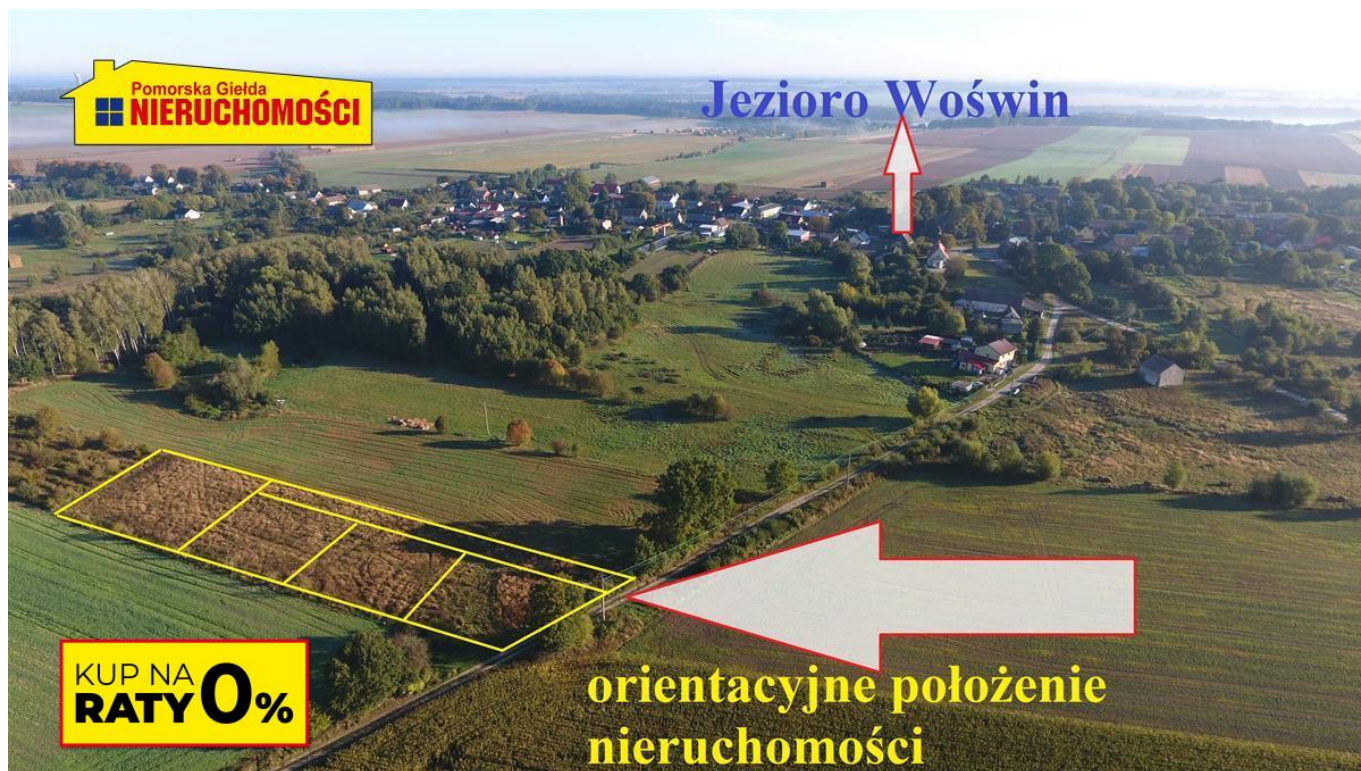 Pomorska Giełda
NIERUCHOMOŚCI
Jezioro Woświn
KUP NA
RATY 0%
orientacyjne położenie
nieruchomości